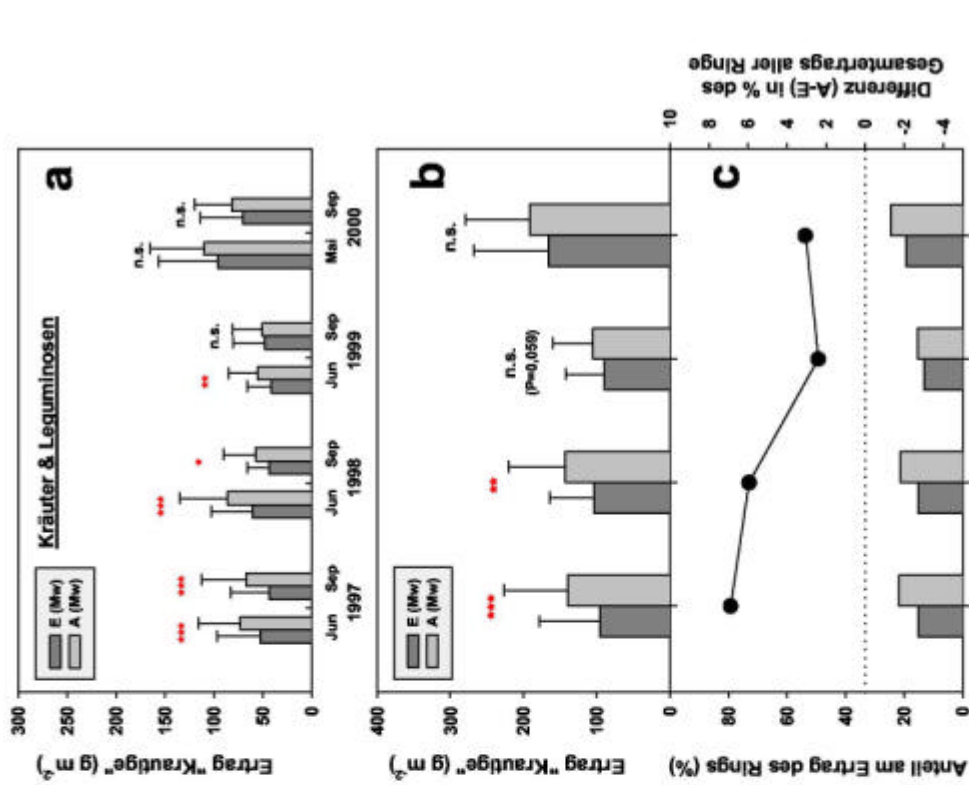 Kräuter & Leguminosen
a
E (Mw)
A (Mw)
300
200
150
100
50
0
Ertrag "Krautige" (g m⁻²)
***
***
***
*
**
n.s.
n.s.
n.s.
Jun Sep Jun Sep Jun Sep Mai Sep
1997 1998 1999 2000
b
E (Mw)
A (Mw)
400
300
200
100
0
Ertrag "Krautige" (g m⁻²)
***
**
n.s.
(P=0,059)
n.s.
c
80
60
40
20
0
Anteil am Ertrag des Rings (%)
10
8
6
4
2
0
-2
-4
Differenz (A-E) in % des
Gesamtertrags aller Ringe